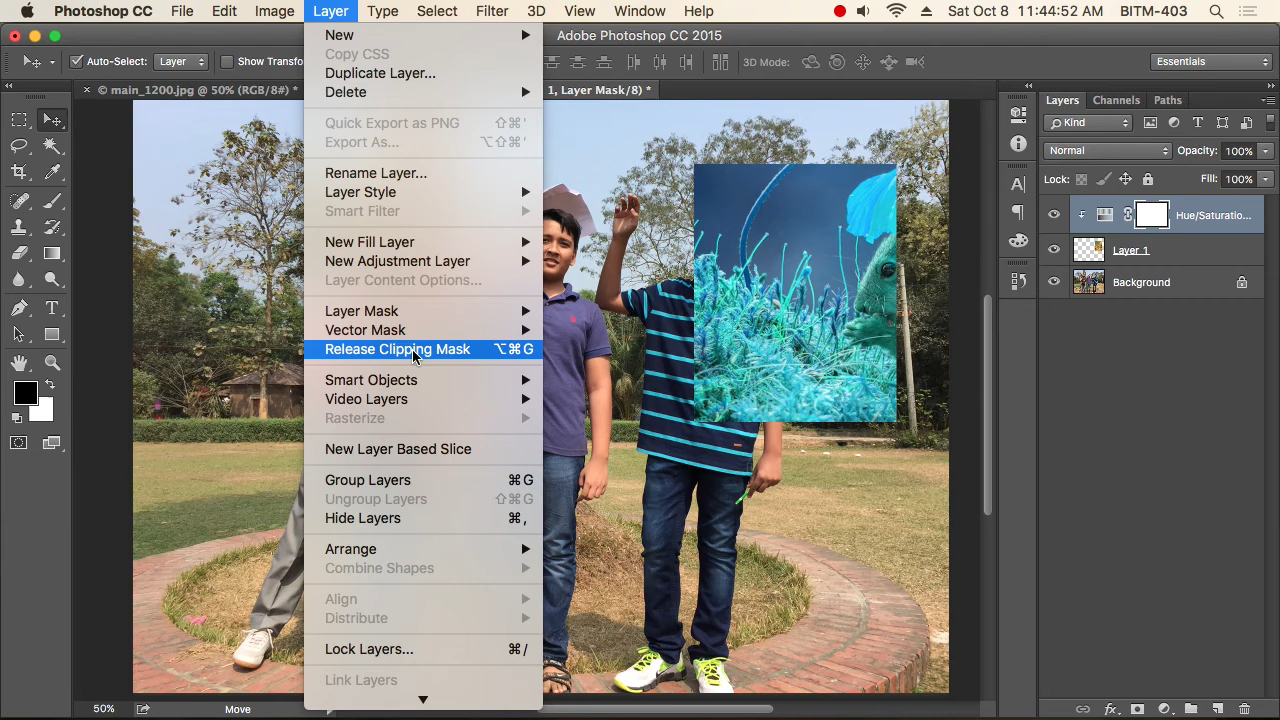 Photoshop CC File Edit Image Layer Type Select Filter 3D View Window Help Sat Oct 8 11:44:52 AM BITM-403
Adobe Photoshop CC 2015
Auto-Select: Layer Show Transfo 3D Mode: Essentials
× © main_1200.jpg @ 50% (RGB/8#) * 1, Layer Mask/8) *
New
Copy CSS
Duplicate Layer...
Delete
Quick Export as PNG ⇧⌘'
Export As... ⌥⇧⌘'
Rename Layer...
Layer Style
Smart Filter
New Fill Layer
New Adjustment Layer
Layer Content Options...
Layer Mask
Vector Mask
Release Clipping Mask ⌥⌘G
Smart Objects
Video Layers
Rasterize
New Layer Based Slice
Group Layers ⌘G
Ungroup Layers ⇧⌘G
Hide Layers ⌘,
Arrange
Combine Shapes
Align
Distribute
Lock Layers... ⌘/
Link Layers
Layers Channels Paths
Kind
Normal Opacity: 100%
Lock: Fill: 100%
Hue/Saturatio...
Layer 1
Background
50% Move